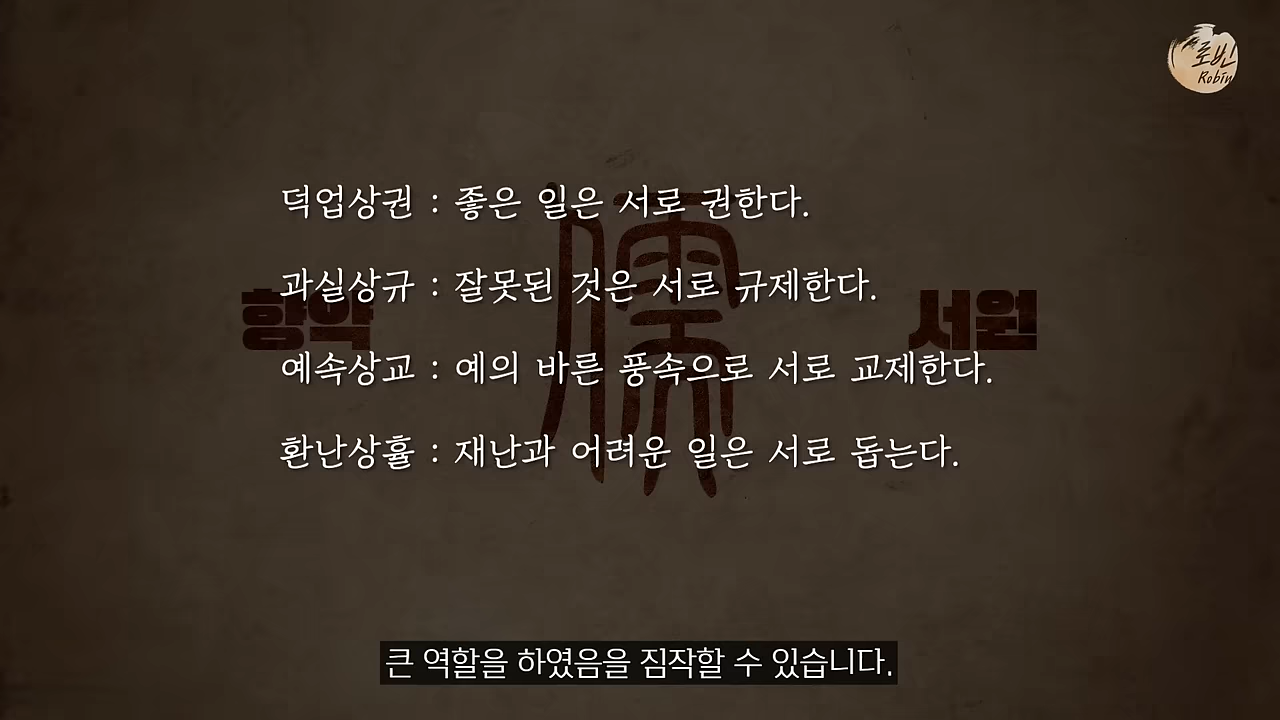 로빈
Robin
덕업상권 : 좋은 일은 서로 권한다.
과실상규 : 잘못된 것은 서로 규제한다.
향약 儒 서원
예속상교 : 예의 바른 풍속으로 서로 교제한다.
환난상휼 : 재난과 어려운 일은 서로 돕는다.
큰 역할을 하였음을 짐작할 수 있습니다.